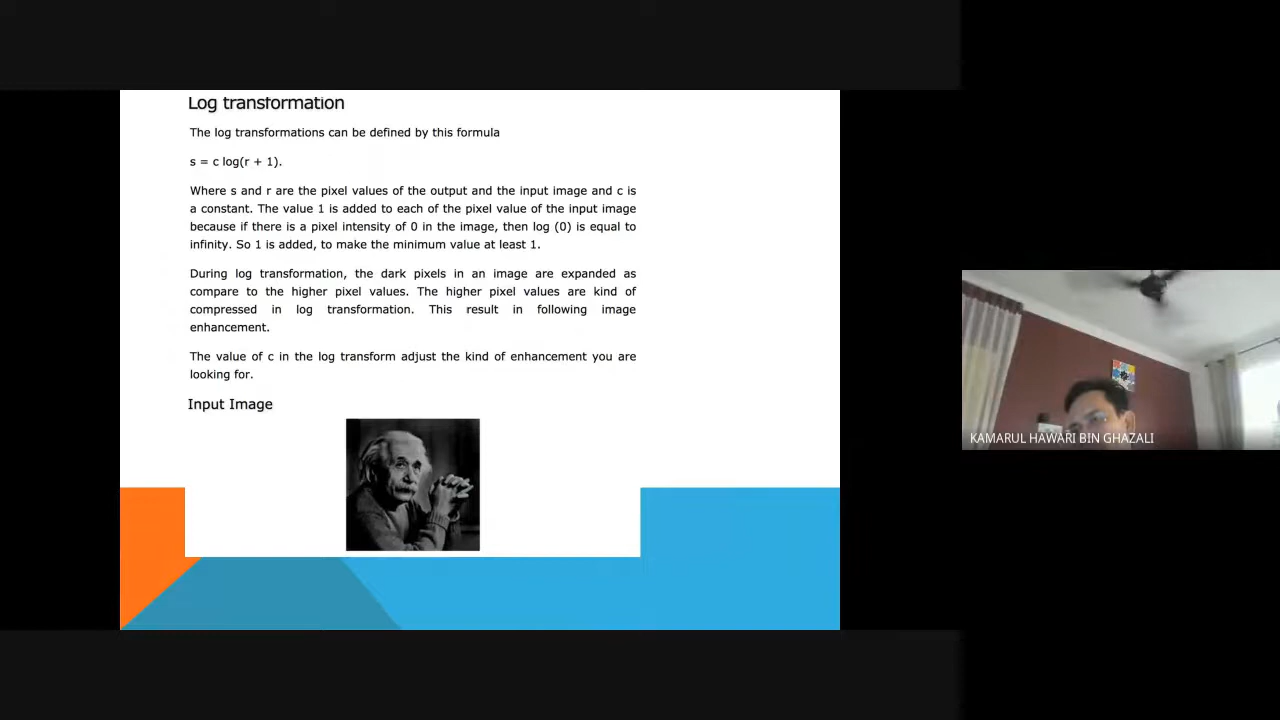 Log transformation
The log transformations can be defined by this formula
s = c log(r + 1).
Where s and r are the pixel values of the output and the input image and c is
a constant. The value 1 is added to each of the pixel value of the input image
because if there is a pixel intensity of 0 in the image, then log (0) is equal to
infinity. So 1 is added, to make the minimum value at least 1.
During log transformation, the dark pixels in an image are expanded as
compare to the higher pixel values. The higher pixel values are kind of
compressed in log transformation. This result in following image
enhancement.
The value of c in the log transform adjust the kind of enhancement you are
looking for.
Input Image
KAMARUL HAWARI BIN GHAZALI